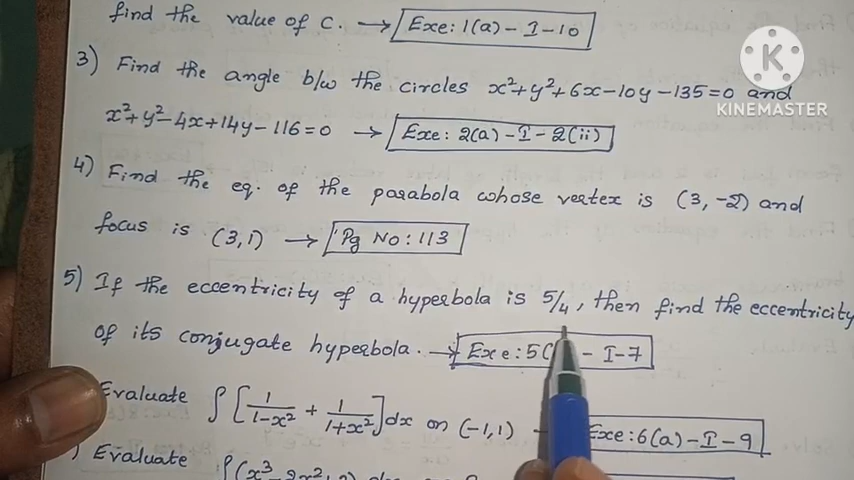 find the value of C. → Exe: 1(a) - I - 10
KINEMASTER
3) Find the angle b/w the circles x²+y²+6x-10y-135=0 and
x²+y²-4x+14y-116=0 → Exe: 2(a) - I - 2(ii)
4) Find the eq. of the parabola whose vertex is (3, -2) and
focus is (3,1) → Pg No: 113
5) If the eccentricity of a hyperbola is 5/4, then find the eccentricity
of its conjugate hyperbola. → Exe: 5( - I - 7
Evaluate ∫ [1/1-x² + 1/1+x²] dx on (-1,1) Exe: 6(a) - I - 9
) Evaluate